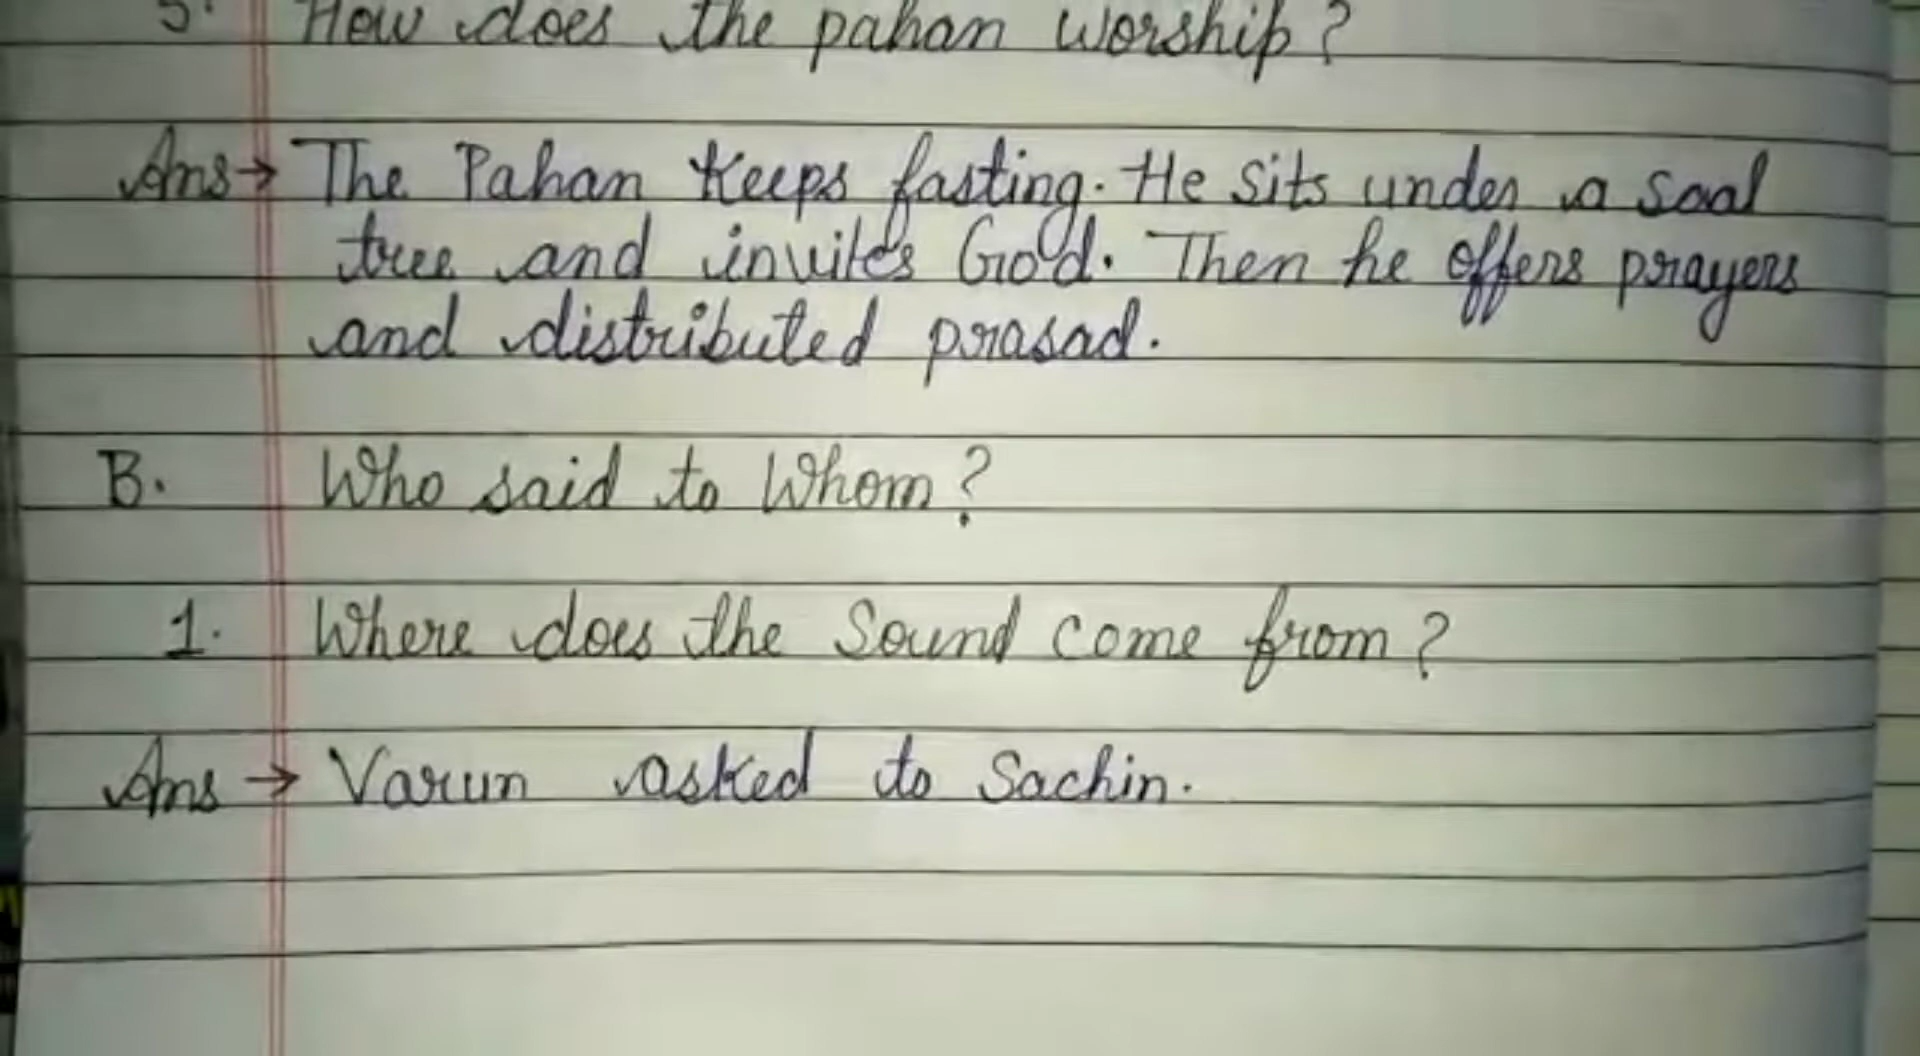 5. How does the pahan worship?
Ans→ The Pahan keeps fasting. He sits under a saal
tree and invites God. Then he offers prayers
and distributed prasad.
B. Who said to Whom?
1. Where does the Sound come from?
Ans → Varun asked to Sachin.